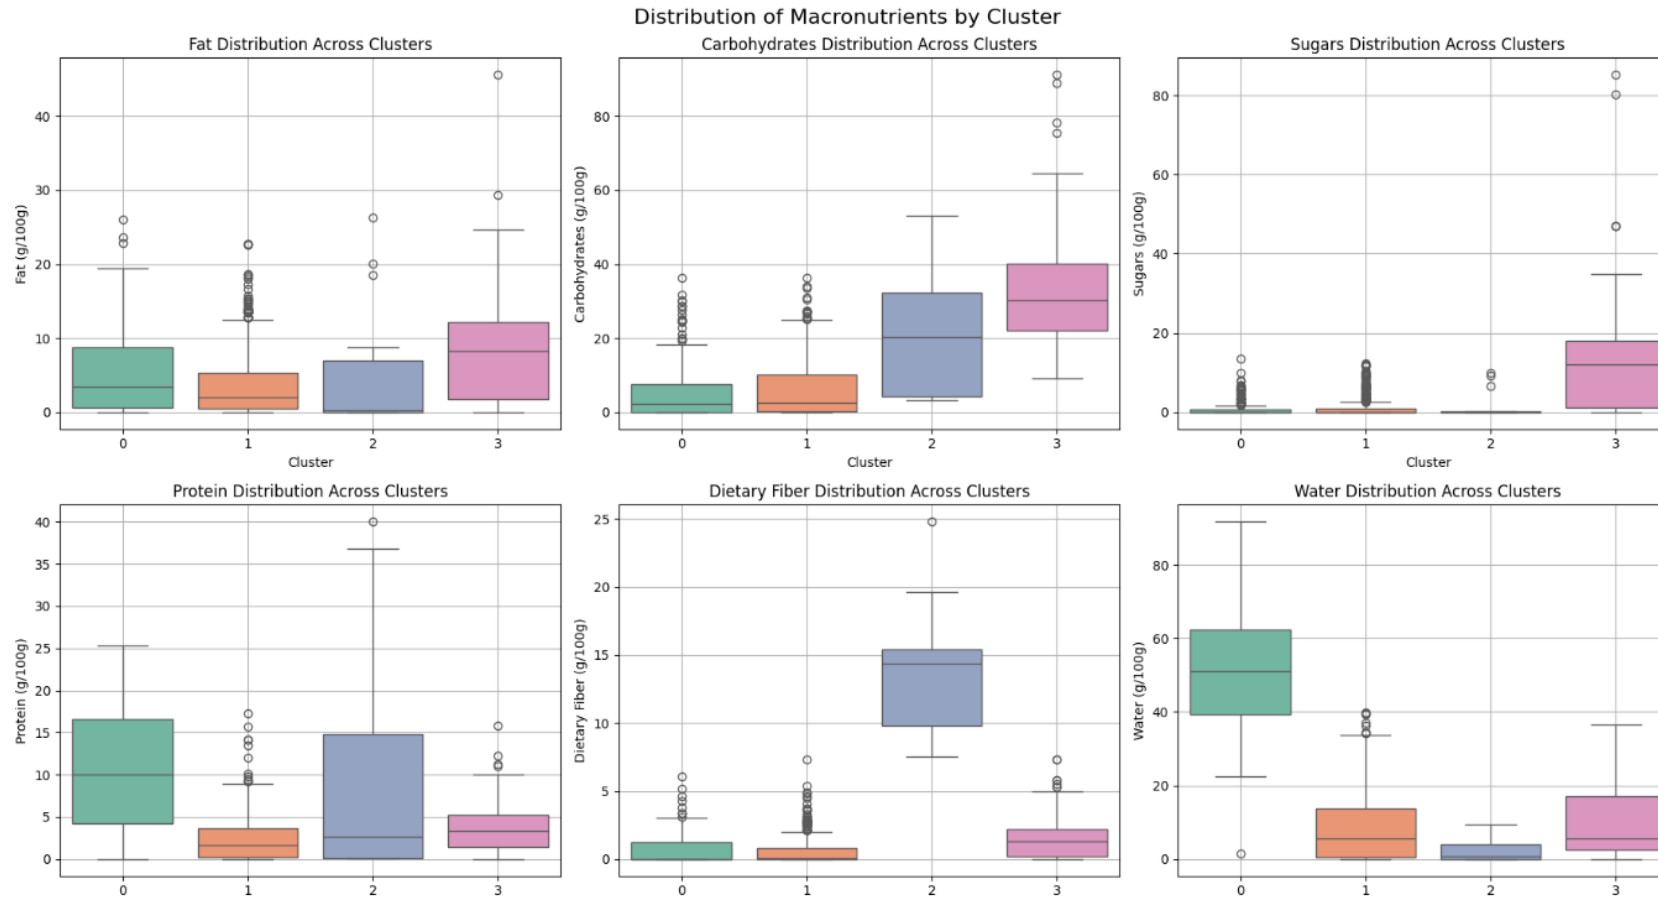 Distribution of Macronutrients by Cluster
Fat Distribution Across Clusters
Fat (g/100g)
40
30
20
10
0
0 1 2 3
Cluster
Carbohydrates Distribution Across Clusters
Carbohydrates (g/100g)
80
60
40
20
0
0 1 2 3
Cluster
Sugars Distribution Across Clusters
Sugars (g/100g)
80
60
40
20
0
0 1 2 3
Cluster
Protein Distribution Across Clusters
Protein (g/100g)
40
35
30
25
20
15
10
5
0
0 1 2 3
Dietary Fiber Distribution Across Clusters
Dietary Fiber (g/100g)
25
20
15
10
5
0
0 1 2 3
Water Distribution Across Clusters
Water (g/100g)
80
60
40
20
0
0 1 2 3